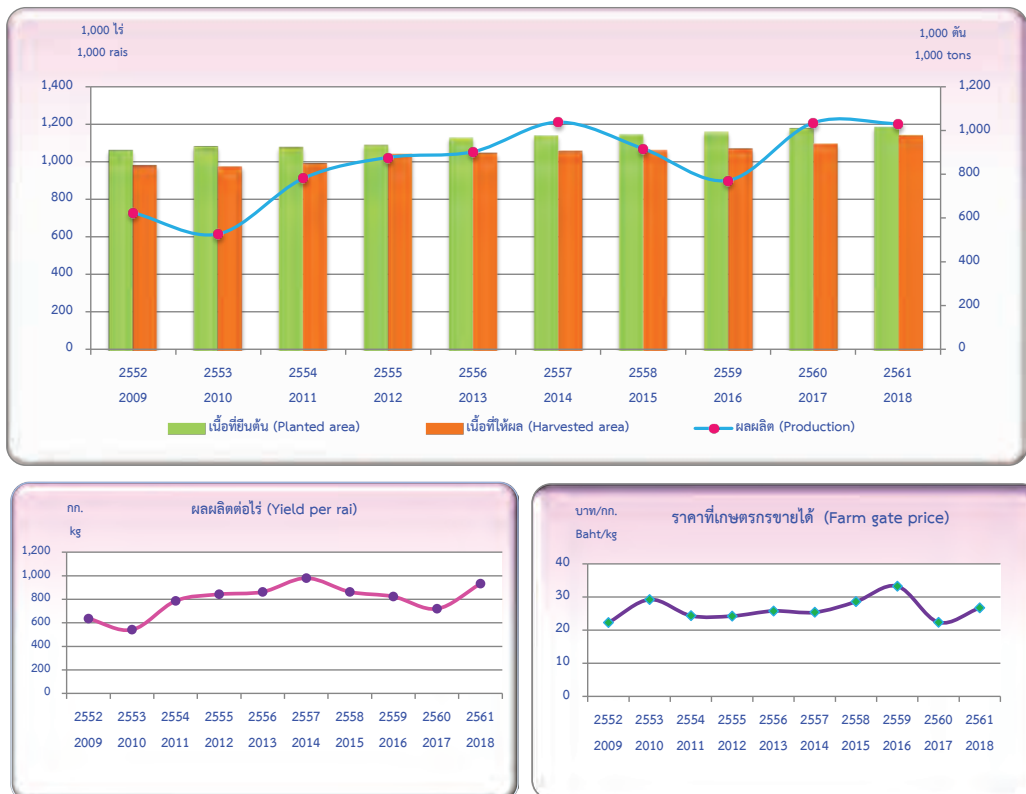 1,000 ไร่
1,000 rais
1,000 ตัน
1,000 tons
1,400
1,200
1,000
800
600
400
200
0
1,200
1,000
800
600
400
200
0
2552 2553 2554 2555 2556 2557 2558 2559 2560 2561
2009 2010 2011 2012 2013 2014 2015 2016 2017 2018
เนื้อที่ยืนต้น (Planted area) เนื้อที่ให้ผล (Harvested area) ผลผลิต (Production)
กก.
kg
ผลผลิตต่อไร่ (Yield per rai)
1,200
1,000
800
600
400
200
0
2552 2553 2554 2555 2556 2557 2558 2559 2560 2561
2009 2010 2011 2012 2013 2014 2015 2016 2017 2018
บาท/กก.
Baht/kg
ราคาที่เกษตรกรขายได้ (Farm gate price)
40
30
20
10
0
2552 2553 2554 2555 2556 2557 2558 2559 2560 2561
2009 2010 2011 2012 2013 2014 2015 2016 2017 2018